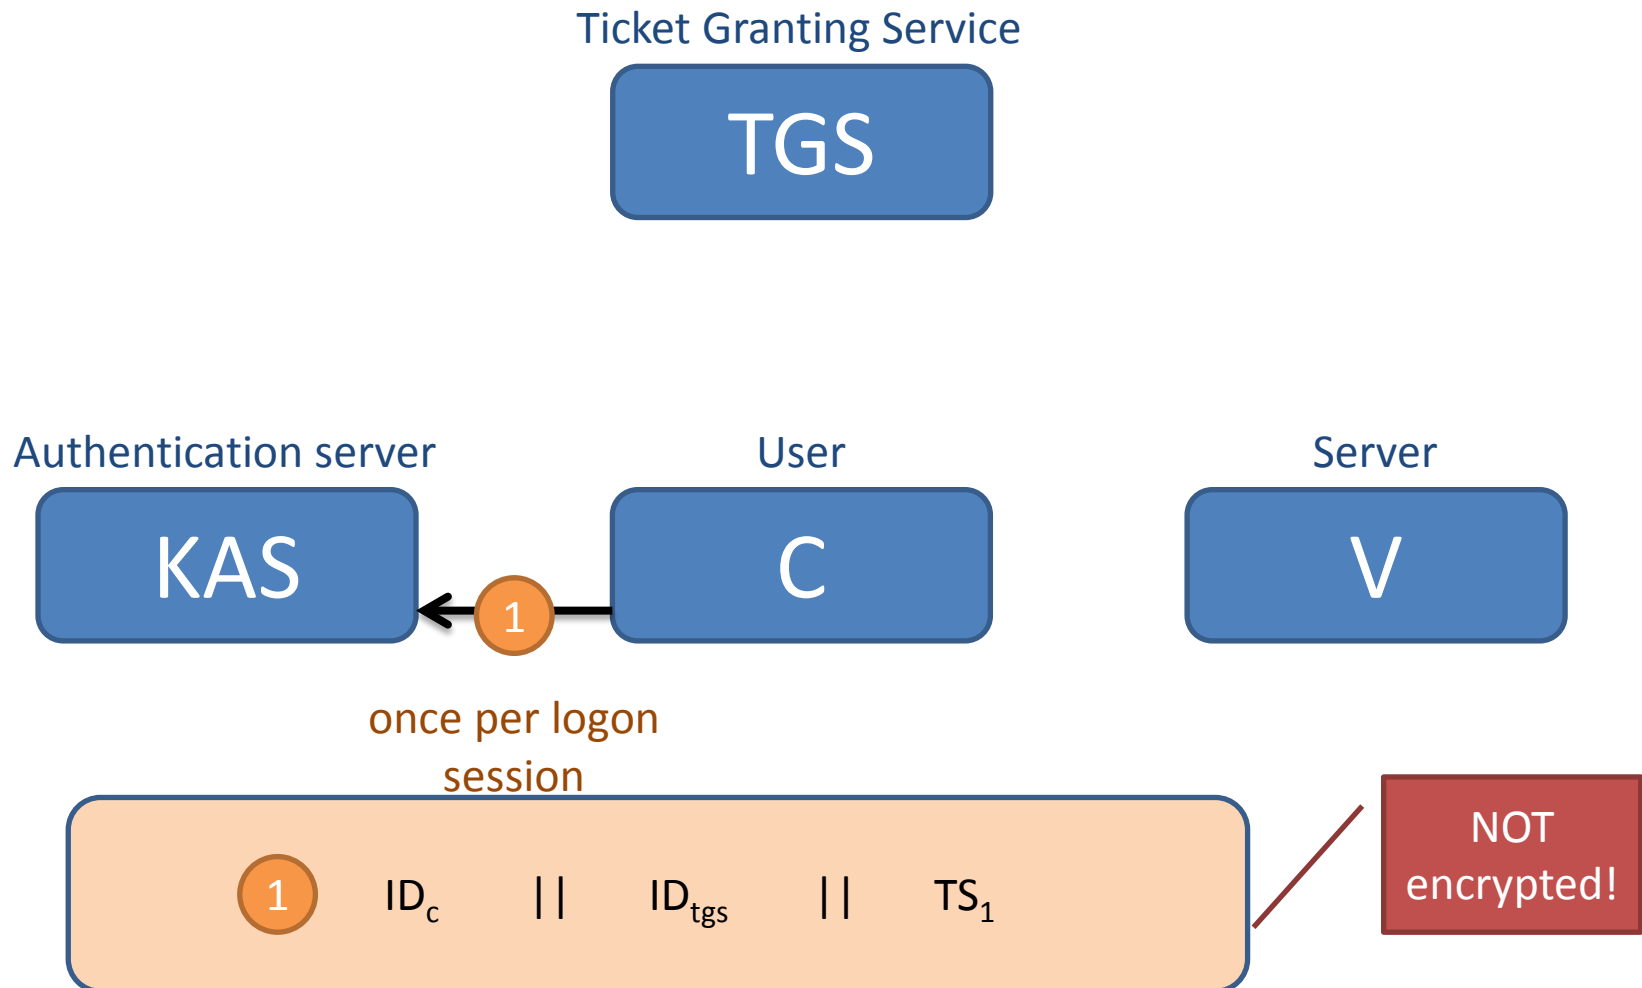 Ticket Granting Service
TGS
Authentication server
User
Server
KAS
C
V
1
once per logon
session
NOT
encrypted!
1 IDc || IDtgs || TS1